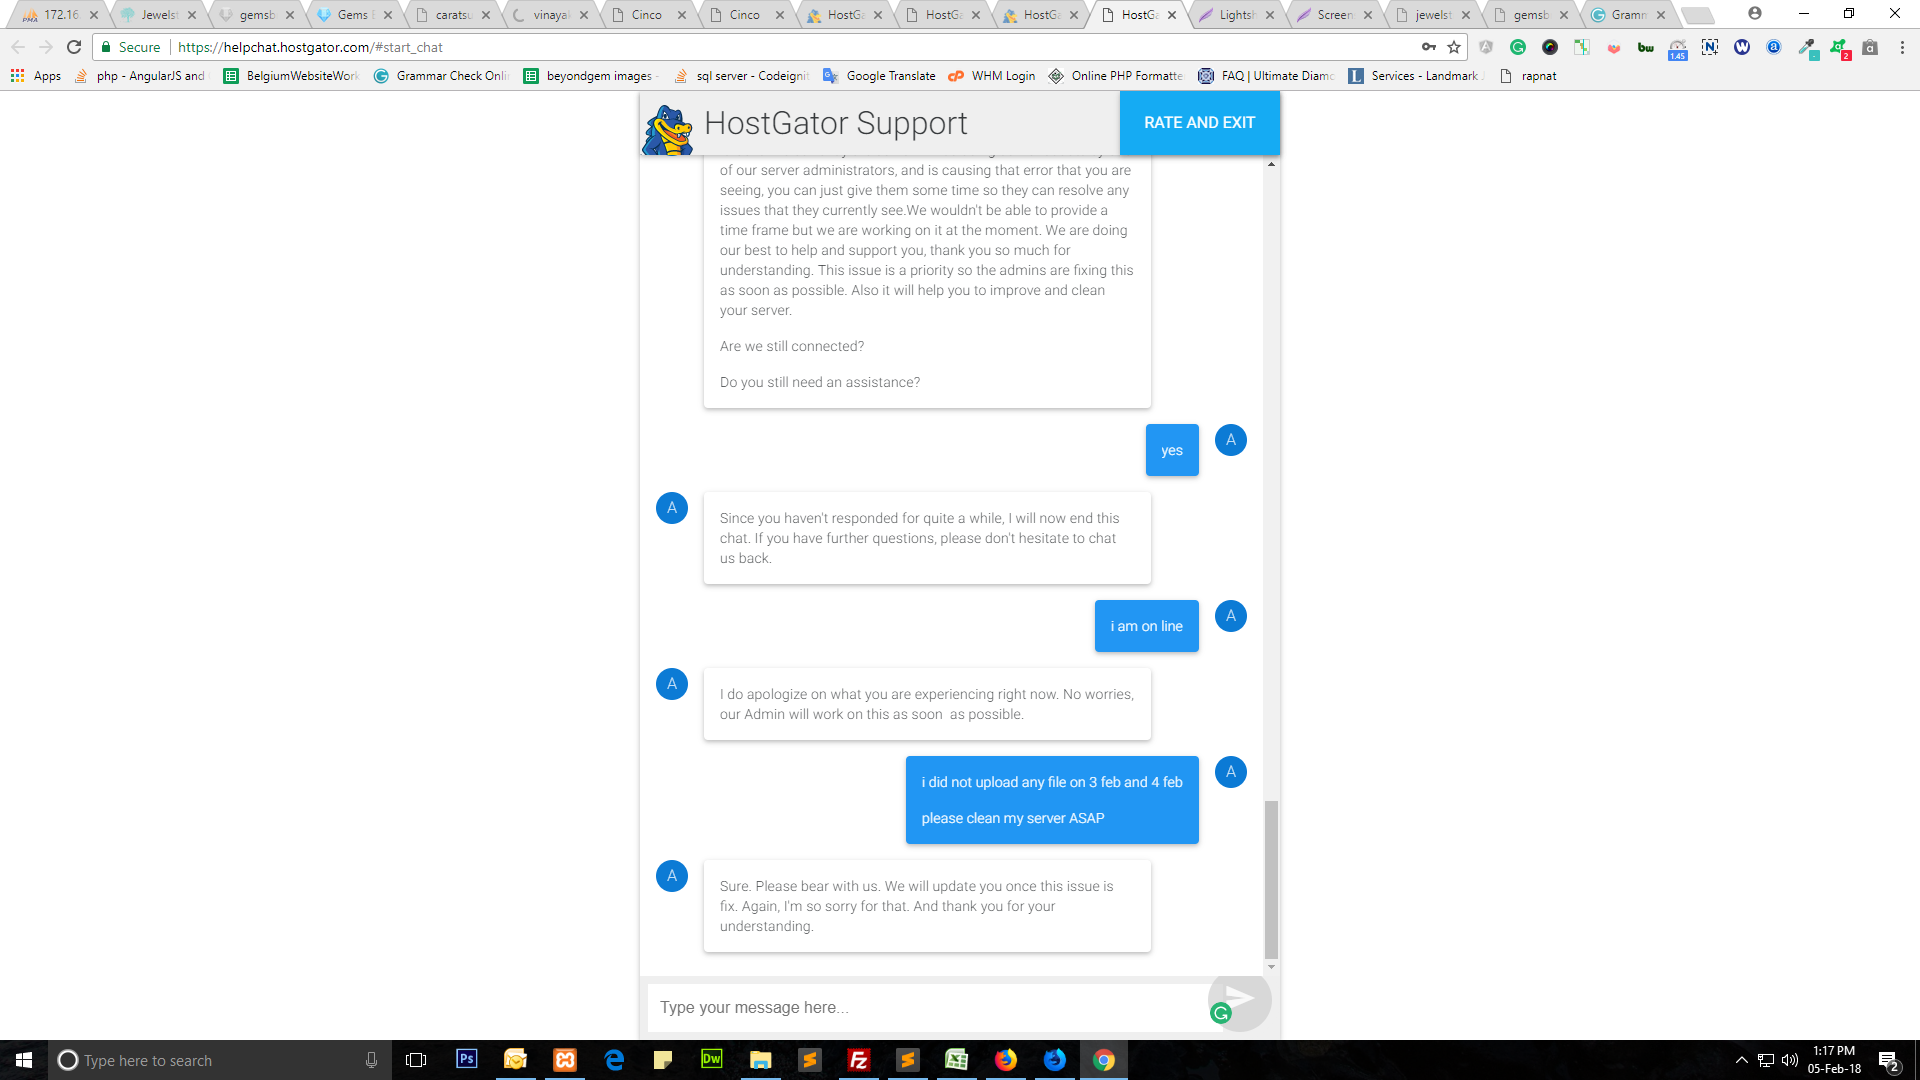 172.16
Jewelst
gemsb
Gems
caratsu
vinayal
Cinco
Cinco
HostGa
HostGa
HostGa
HostGa
Lightsh
Screen
jewelst
gemsb
Gramm
Secure
https://helpchat.hostgator.com/#start_chat
1.45
2
Apps
php - AngularJS and
BelgiumWebsiteWork
Grammar Check Onli
beyondgem images -
sql server - Codeignit
Google Translate
WHM Login
Online PHP Formatte
FAQ | Ultimate Diamo
Services - Landmark
rapnat
HostGator Support
RATE AND EXIT
of our server administrators, and is causing that error that you are
seeing, you can just give them some time so they can resolve any
issues that they currently see.We wouldn't be able to provide a
time frame but we are working on it at the moment. We are doing
our best to help and support you, thank you so much for
understanding. This issue is a priority so the admins are fixing this
as soon as possible. Also it will help you to improve and clean
your server.
Are we still connected?
Do you still need an assistance?
yes
A
A
Since you haven't responded for quite a while, I will now end this
chat. If you have further questions, please don't hesitate to chat
us back.
i am on line
A
A
I do apologize on what you are experiencing right now. No worries,
our Admin will work on this as soon  as possible.
i did not upload any file on 3 feb and 4 feb
A
please clean my server ASAP
A
Sure. Please bear with us. We will update you once this issue is
fix. Again, I'm so sorry for that. And thank you for your
understanding.
Type your message here...
Type here to search
Ps
Dw
Fz
1:17 PM
05-Feb-18
2